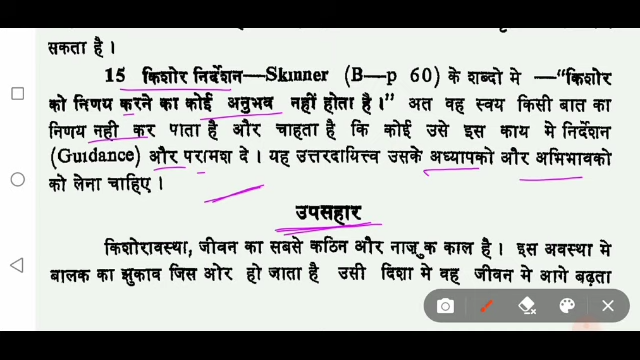 सकता है ।
15 किशोर निर्देशन—Skinner (B—p 60) के शब्दो मे —“किशोर
को निणय करने का कोई अनुभव नहीं होता है ।” अत वह स्वय किसी बात का
निणय नही कर पाता है और चाहता है कि कोई उसे इस काय मे निर्देशन
(Guidance) और परामश दे । यह उत्तरदायित्त्व उसके अध्यापको और अभिभावको
को लेना चाहिए ।
उपसहार
किशोरावस्था, जीवन का सबसे कठिन और नाज़ुक काल है । इस अवस्था मे
बालक का झुकाव जिस ओर हो जाता है उसी दिशा मे वह जीवन मे आगे बढ़ता